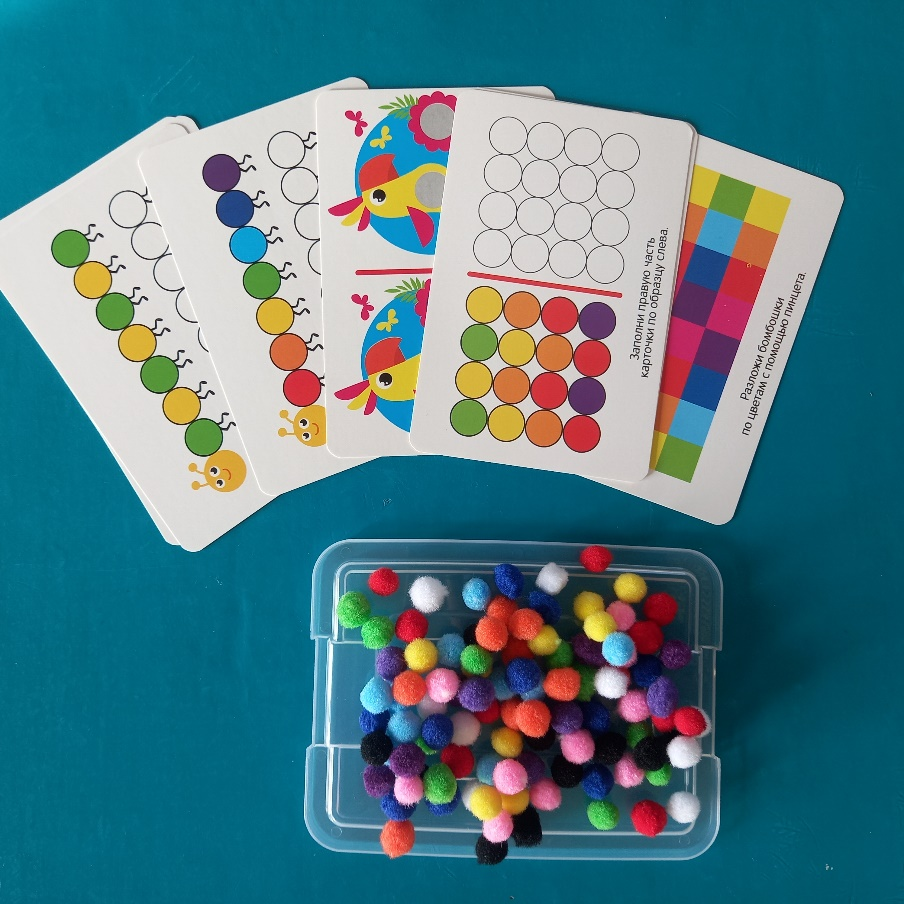 Заполни правую часть
карточки по образцу слева.
Разложи бомбошки
по цветам с помощью пинцета.